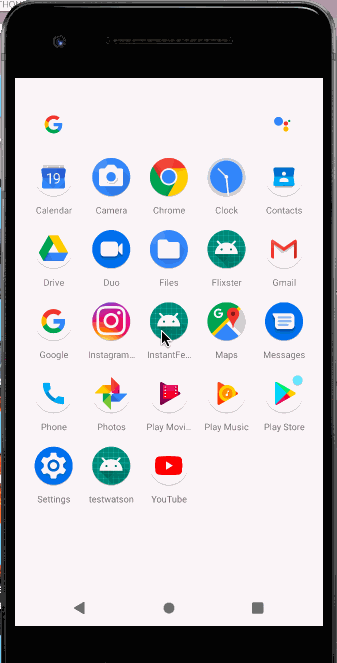 19
Calendar
Camera
Chrome
Clock
Contacts
Drive
Duo
Files
Flixster
Gmail
Google
Instagram...
InstantFe...
Maps
Messages
Phone
Photos
Play Movi...
Play Music
Play Store
Settings
testwatson
YouTube